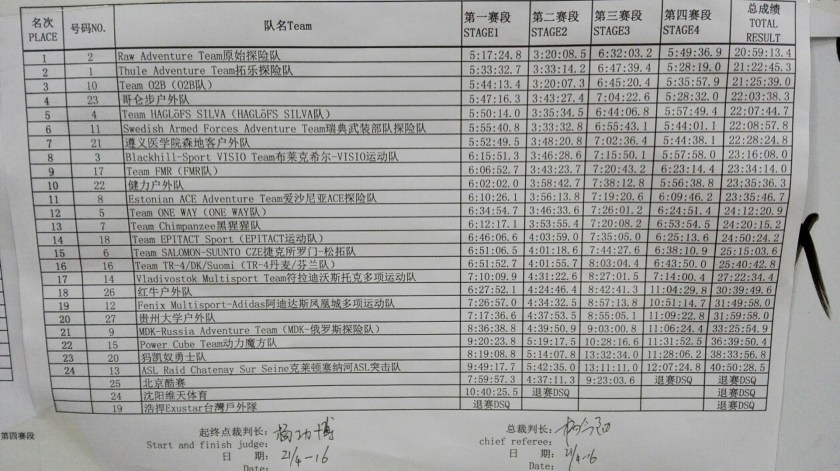 名次 PLACE 号码NO. 队名Team 第一赛段 STAGE1 第二赛段 STAGE2 第三赛段 STAGE3 第四赛段 STAGE4 总成绩 TOTAL RESULT
1 2 Raw Adventure Team原始探险队 5:17:24.8 3:20:08.5 6:32:03.2 5:49:36.9 20:59:13.4
2 1 Thule Adventure Team拓乐探险队 5:33:32.7 3:33:14.2 6:47:39.4 5:28:19.0 21:22:45.3
3 10 Team O2B (O2B队) 5:44:13.4 3:20:07.3 6:45:20.4 5:35:57.9 21:25:39.0
4 23 哥仑步户外队 5:47:16.3 3:43:27.4 7:04:22.6 5:28:32.0 22:03:38.3
5 4 Team HAGLöFS SILVA (HAGLöFS SILVA队) 5:50:14.0 3:35:34.5 6:44:06.8 5:57:49.4 22:07:44.7
6 11 Swedish Armed Forces Adventure Team瑞典武装部队探险队 5:55:40.8 3:33:32.8 6:55:43.1 5:44:01.1 22:08:57.8
7 21 遵义医学院森地客户外队 5:52:49.5 3:48:20.8 7:02:36.4 5:44:38.1 22:28:24.8
8 3 Blackhill-Sport VISIO Team布莱克希尔-VISIO运动队 6:15:51.3 3:46:28.6 7:15:50.1 5:57:58.0 23:16:08.0
9 17 Team FMR (FMR队) 6:06:52.7 3:43:23.7 7:20:43.2 6:23:14.4 23:34:14.0
10 22 健力户外队 6:02:02.0 3:58:42.7 7:38:12.8 5:56:38.8 23:35:36.3
11 8 Estonian ACE Adventure Team爱沙尼亚ACE探险队 6:10:26.1 3:56:13.8 7:19:20.6 6:09:46.2 23:35:46.7
12 5 Team ONE WAY (ONE WAY队) 6:34:54.7 3:46:33.6 7:26:01.2 6:24:51.4 24:12:20.9
13 7 Team Chimpanzee黑猩猩队 6:12:17.1 3:53:55.4 7:20:08.2 6:53:54.5 24:20:15.2
14 18 Team EPITACT Sport (EPITACT运动队) 6:46:06.6 4:03:59.0 7:35:05.0 6:25:13.6 24:50:24.2
15 6 Team SALOMON-SUUNTO CZE捷克所罗门-松拓队 6:51:06.5 4:01:18.6 7:44:27.6 6:38:10.9 25:15:03.6
16 16 Team TR-4/DK/Suomi (TR-4丹麦/芬兰队) 6:51:52.7 4:01:55.7 8:03:04.4 6:43:50.0 25:40:42.8
17 14 Vladivostok Multisport Team符拉迪沃斯托克多项运动队 7:10:09.9 4:31:22.6 8:27:01.5 7:14:00.4 27:22:34.4
18 26 红牛户外队 6:27:52.1 4:24:46.4 8:42:41.3 11:04:29.8 30:39:49.6
19 12 Fenix Multisport-Adidas阿迪达斯凤凰城多项运动队 7:26:57.0 4:34:32.5 8:57:13.8 10:51:14.7 31:49:58.0
20 27 贵州大学户外队 7:17:36.6 4:37:53.5 8:55:05.1 11:09:22.8 31:59:58.0
21 9 MDK-Russia Adventure Team (MDK-俄罗斯探险队) 8:36:38.8 4:39:50.9 9:03:00.8 11:06:24.4 33:25:54.9
22 15 Power Cube Team动力魔方队 9:20:23.8 5:19:17.5 10:28:16.6 11:31:52.5 36:39:50.4
23 20 犸凯奴勇士队 8:19:08.8 5:14:07.8 13:32:34.0 11:28:06.2 38:33:56.8
24 13 ASL Raid Chatenay Sur Seine克莱顿塞纳河ASL突击队 9:49:17.7 5:42:35.0 13:11:11.0 12:07:24.8 40:50:28.5
25 北京酷赛 7:59:57.3 4:37:11.3 9:23:03.6 退赛DSQ 退赛DSQ
24 沈阳维天体育 10:40:25.5 退赛DSQ 退赛DSQ
19 浩捍Exustar台灣戶外隊 退赛DSQ 退赛DSQ
第四赛段
起终点裁判长: 总裁判长:
Start and finish judge: chief referee:
日 期: 21/4-16 日 期: 21/4-16
Date: Date: